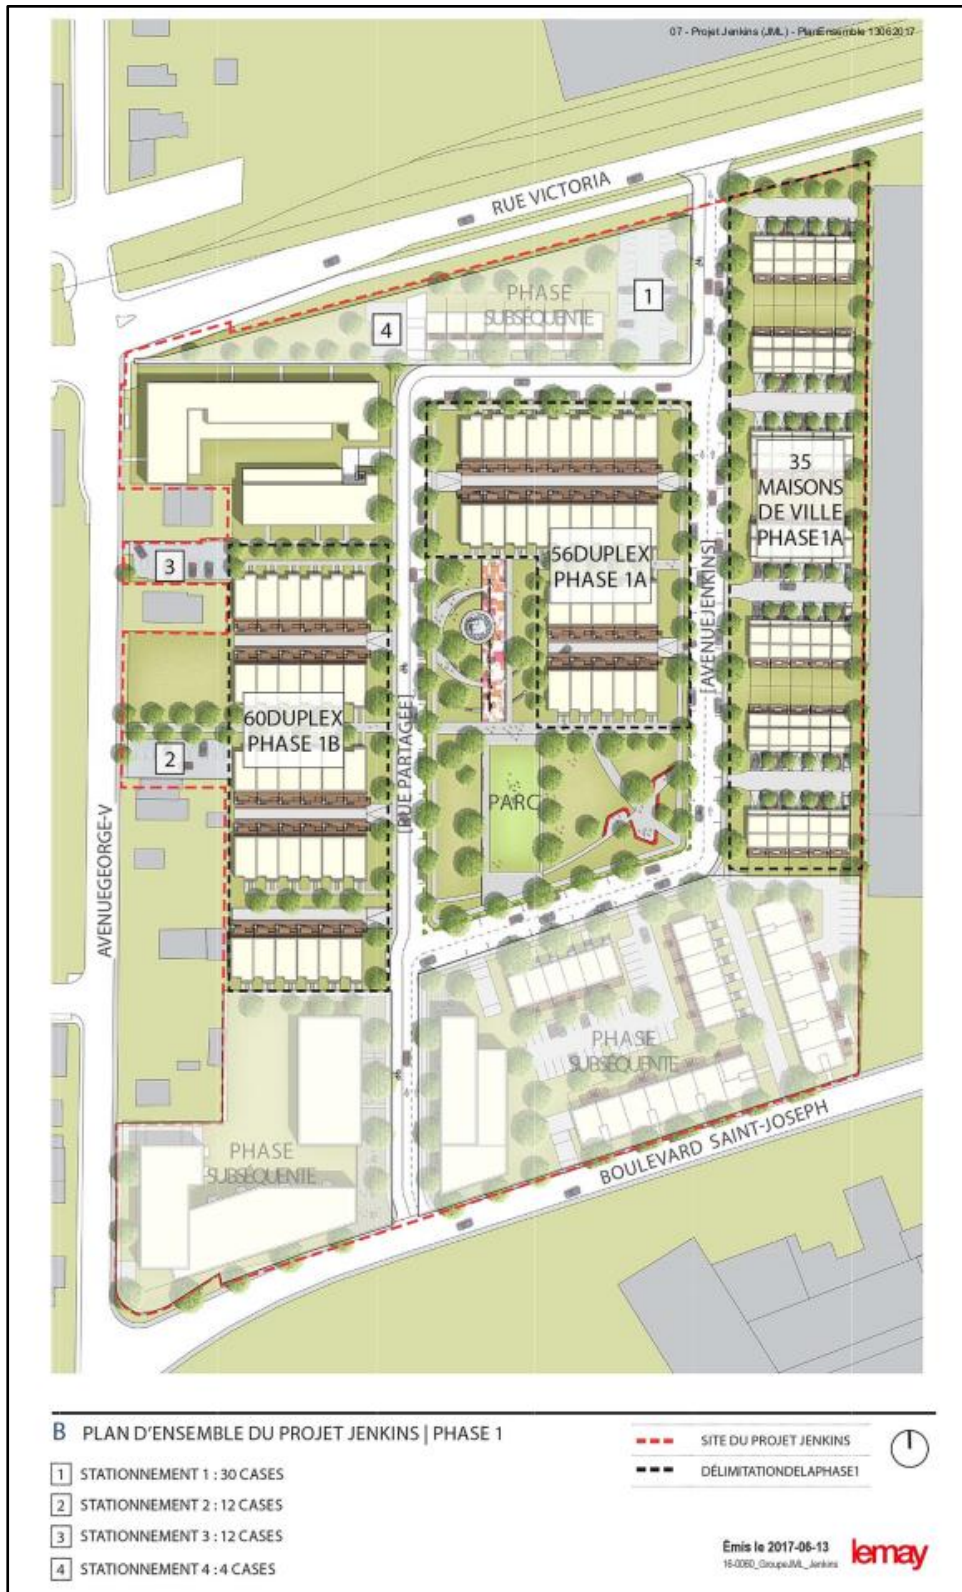 07 - Projet Jenkins (JML) - PlanEnsemble 13062017
RUE VICTORIA
PHASE
SUBSÉQUENTE
1
4
35
MAISONS
DE VILLE
PHASE1A
56DUPLEX
PHASE 1A
3
[AVENUEJENKINS]
60DUPLEX
PHASE 1B
2
[RUE PARTAGÉE]
PARC
AVENUEGEORGE-V
PHASE
SUBSÉQUENTE
BOULEVARD SAINT-JOSEPH
PHASE
SUBSÉQUENTE
B PLAN D'ENSEMBLE DU PROJET JENKINS | PHASE 1
1 STATIONNEMENT 1 : 30 CASES
2 STATIONNEMENT 2 : 12 CASES
3 STATIONNEMENT 3 : 12 CASES
4 STATIONNEMENT 4 : 4 CASES
SITE DU PROJET JENKINS
DÉLIMITATIONDELAPHASE1
Émis le 2017-06-13
16-0060_GroupeJML_Jenkins
lemay